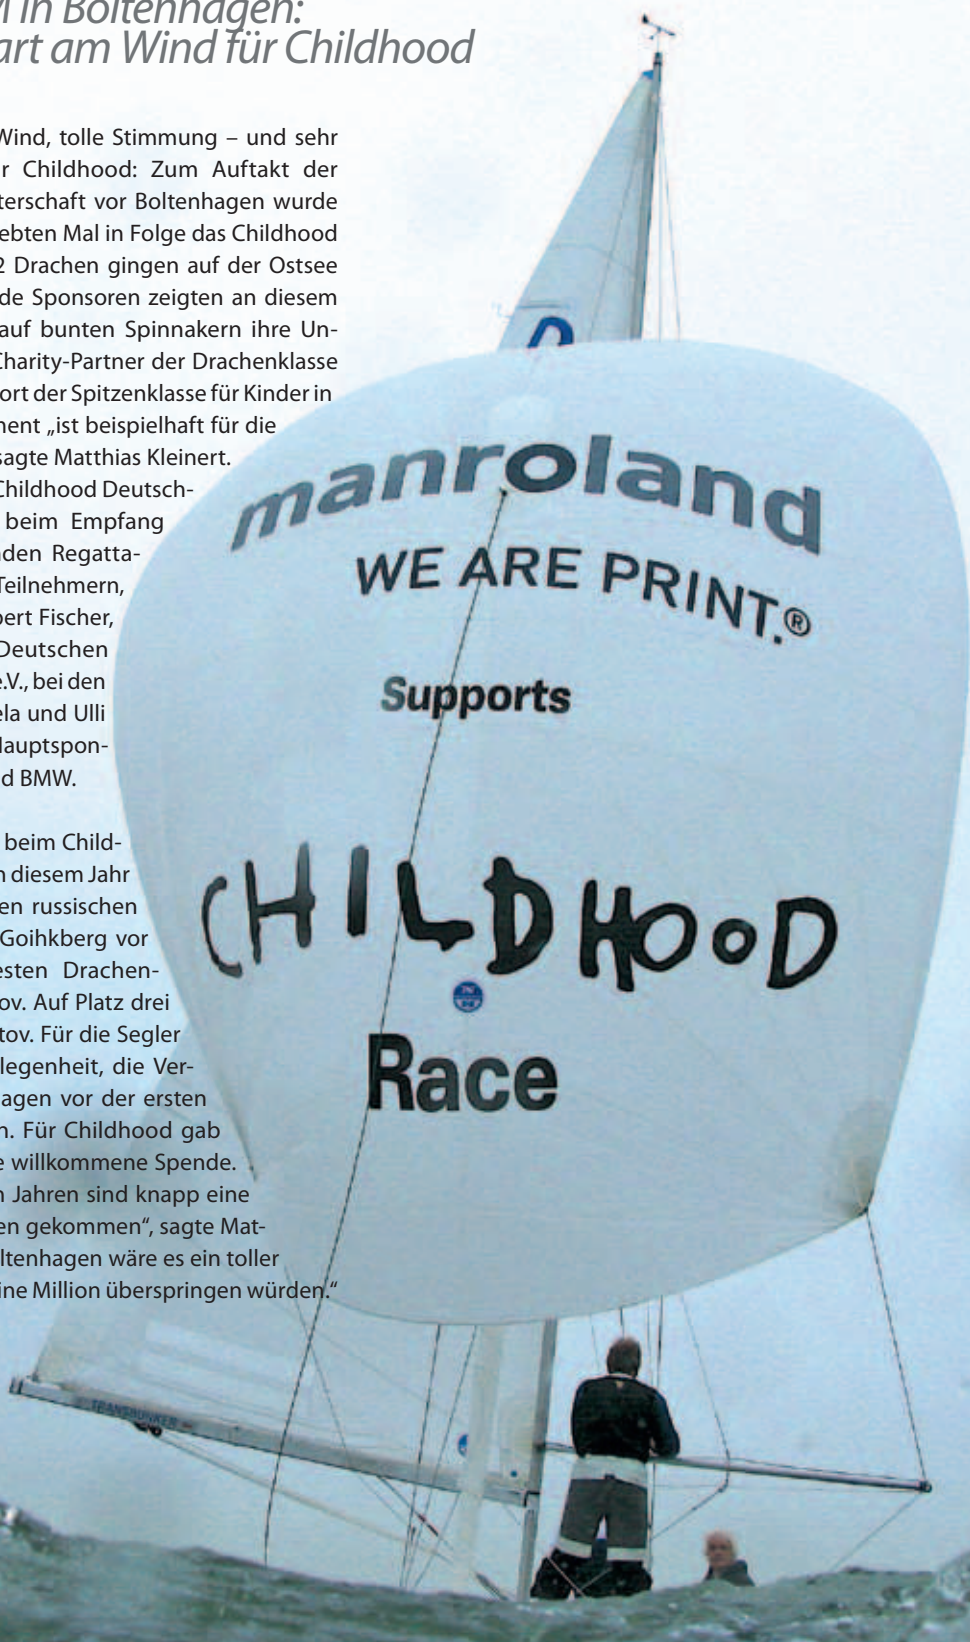 in Boltenhagen:
art am Wind für Childhood
Wind, tolle Stimmung – und sehr
r Childhood: Zum Auftakt der
terschaft vor Boltenhagen wurde
ebten Mal in Folge das Childhood
2 Drachen gingen auf der Ostsee
de Sponsoren zeigten an diesem
auf bunten Spinnakern ihre Un-
Charity-Partner der Drachenklasse
ort der Spitzenklasse für Kinder in
nent „ist beispielhaft für die
sagte Matthias Kleinert.
Childhood Deutsch-
beim Empfang
den Regatta-
Teilnehmern,
bert Fischer,
Deutschen
e.V., bei den
ela und Ulli
Hauptspon-
d BMW.
beim Child-
n diesem Jahr
en russischen
Goihkberg vor
esten Drachen-
ov. Auf Platz drei
tov. Für die Segler
legenheit, die Ver-
agen vor der ersten
n. Für Childhood gab
e willkommene Spende.
n Jahren sind knapp eine
en gekommen“, sagte Mat-
ltenhagen wäre es ein toller
ine Million überspringen würden.“
manroland
WE ARE PRINT.®
Supports
CHILDHOOD
Race
TRANSBUNKER